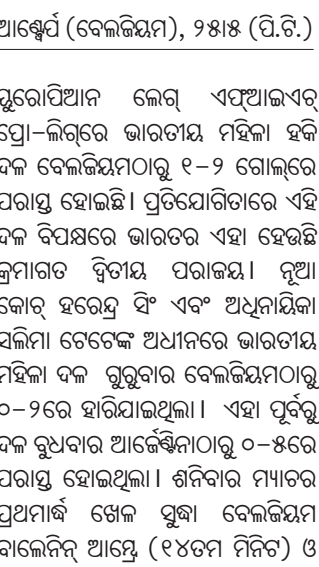 ଆଣ୍ଟୱେର୍ପ (ବେଲଜିୟମ), ୨୫ା୫ (ପି.ଟି.)
ୟୁରୋପିଆନ ଲେଗ୍ ଏଫ୍ଆଇଏଚ୍
ପ୍ରୋ-ଲିଗ୍‌ରେ ଭାରତୀୟ ମହିଳା ହକି
ଦଳ ବେଲଜିୟମଠାରୁ ୧-୨ ଗୋଲ୍‌ରେ
ପରାସ୍ତ ହୋଇଛି। ପ୍ରତିଯୋଗିତାରେ ଏହି
ଦଳ ବିପକ୍ଷରେ ଭାରତର ଏହା ହେଉଛି
କ୍ରମାଗତ ଦ୍ୱିତୀୟ ପରାଜୟ। ନୂଆ
କୋଚ୍ ହରେନ୍ଦ୍ର ସିଂ ଏବଂ ଅଧିନାୟିକା
ସଲିମା ଟେଟେଙ୍କ ଅଧୀନରେ ଭାରତୀୟ
ମହିଳା ଦଳ ଗୁରୁବାର ବେଲଜିୟମଠାରୁ
୦-୨ରେ ହାରିଯାଇଥିଲା। ଏହା ପୂର୍ବରୁ
ଦଳ ବୁଧବାର ଆର୍ଜେଣ୍ଟିନାଠାରୁ ୦-୫ରେ
ପରାସ୍ତ ହୋଇଥିଲା। ଶନିବାର ମ୍ୟାଚର
ପ୍ରଥମାର୍ଦ୍ଧ ଖେଳ ସୁଦ୍ଧା ବେଲଜିୟମ
ବାଲେନିନ୍ (୧୪ତମ ମିନିଟ) ଓ